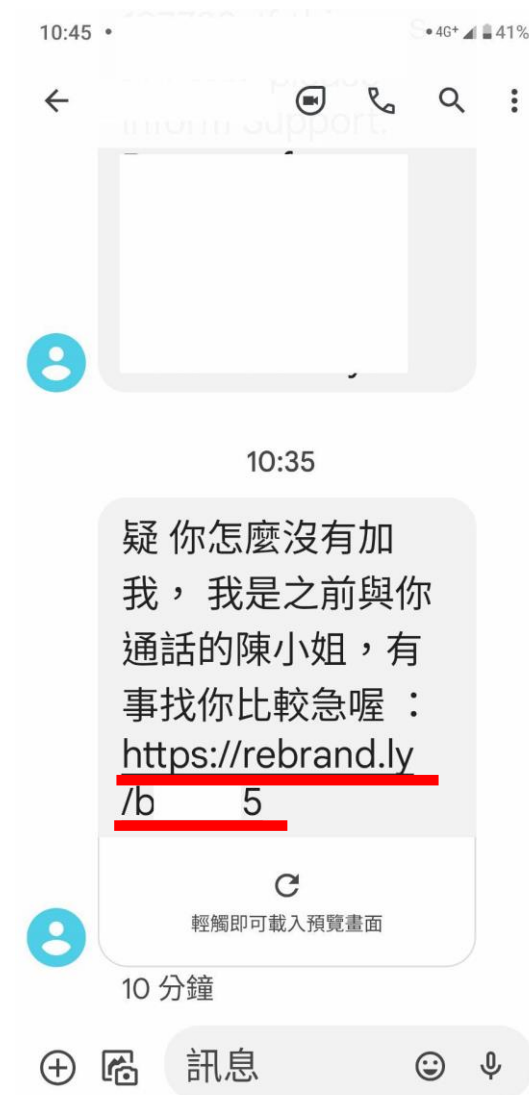 10:45
4G+ 41%
inform Support.
10:35
疑 你怎麼沒有加
我， 我是之前與你
通話的陳小姐，有
事找你比較急喔 ：
https://rebrand.ly
/b 5
輕觸即可載入預覽畫面
10 分鐘
訊息